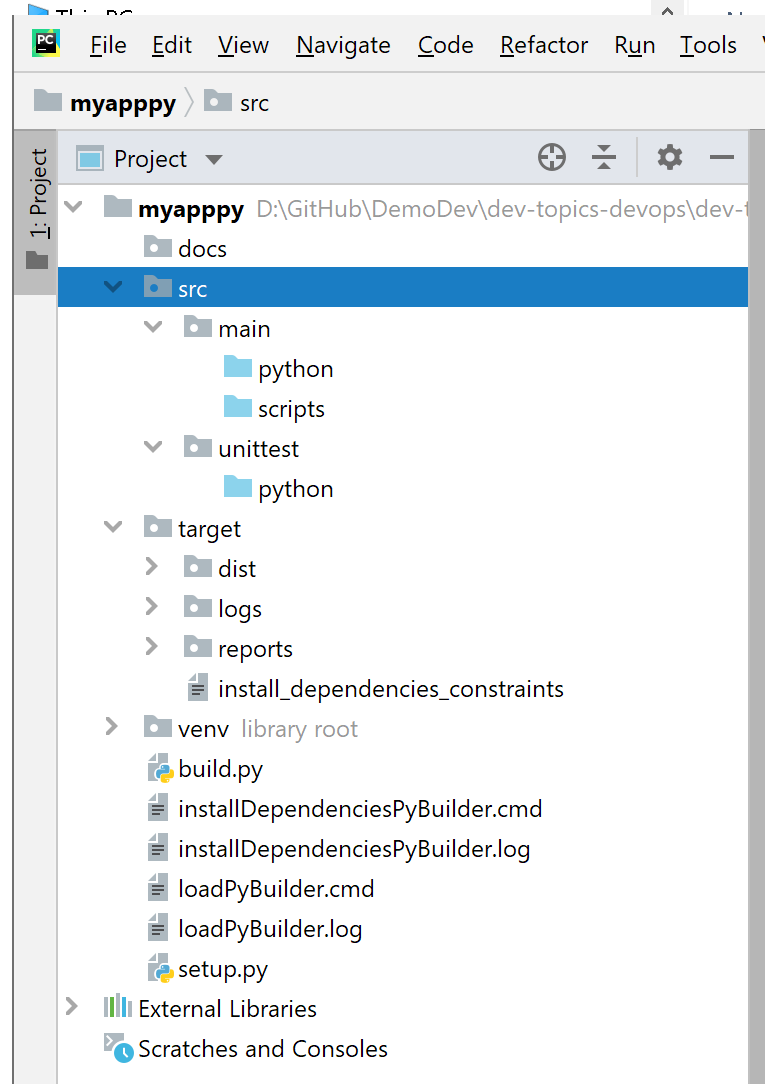 PC File Edit View Navigate Code Refactor Run Tools
myapppy src
1: Project
Project
myapppy D:\GitHub\DemoDev\dev-topics-devops\dev-t
docs
src
main
python
scripts
unittest
python
target
dist
logs
reports
install_dependencies_constraints
venv library root
build.py
installDependenciesPyBuilder.cmd
installDependenciesPyBuilder.log
loadPyBuilder.cmd
loadPyBuilder.log
setup.py
External Libraries
Scratches and Consoles